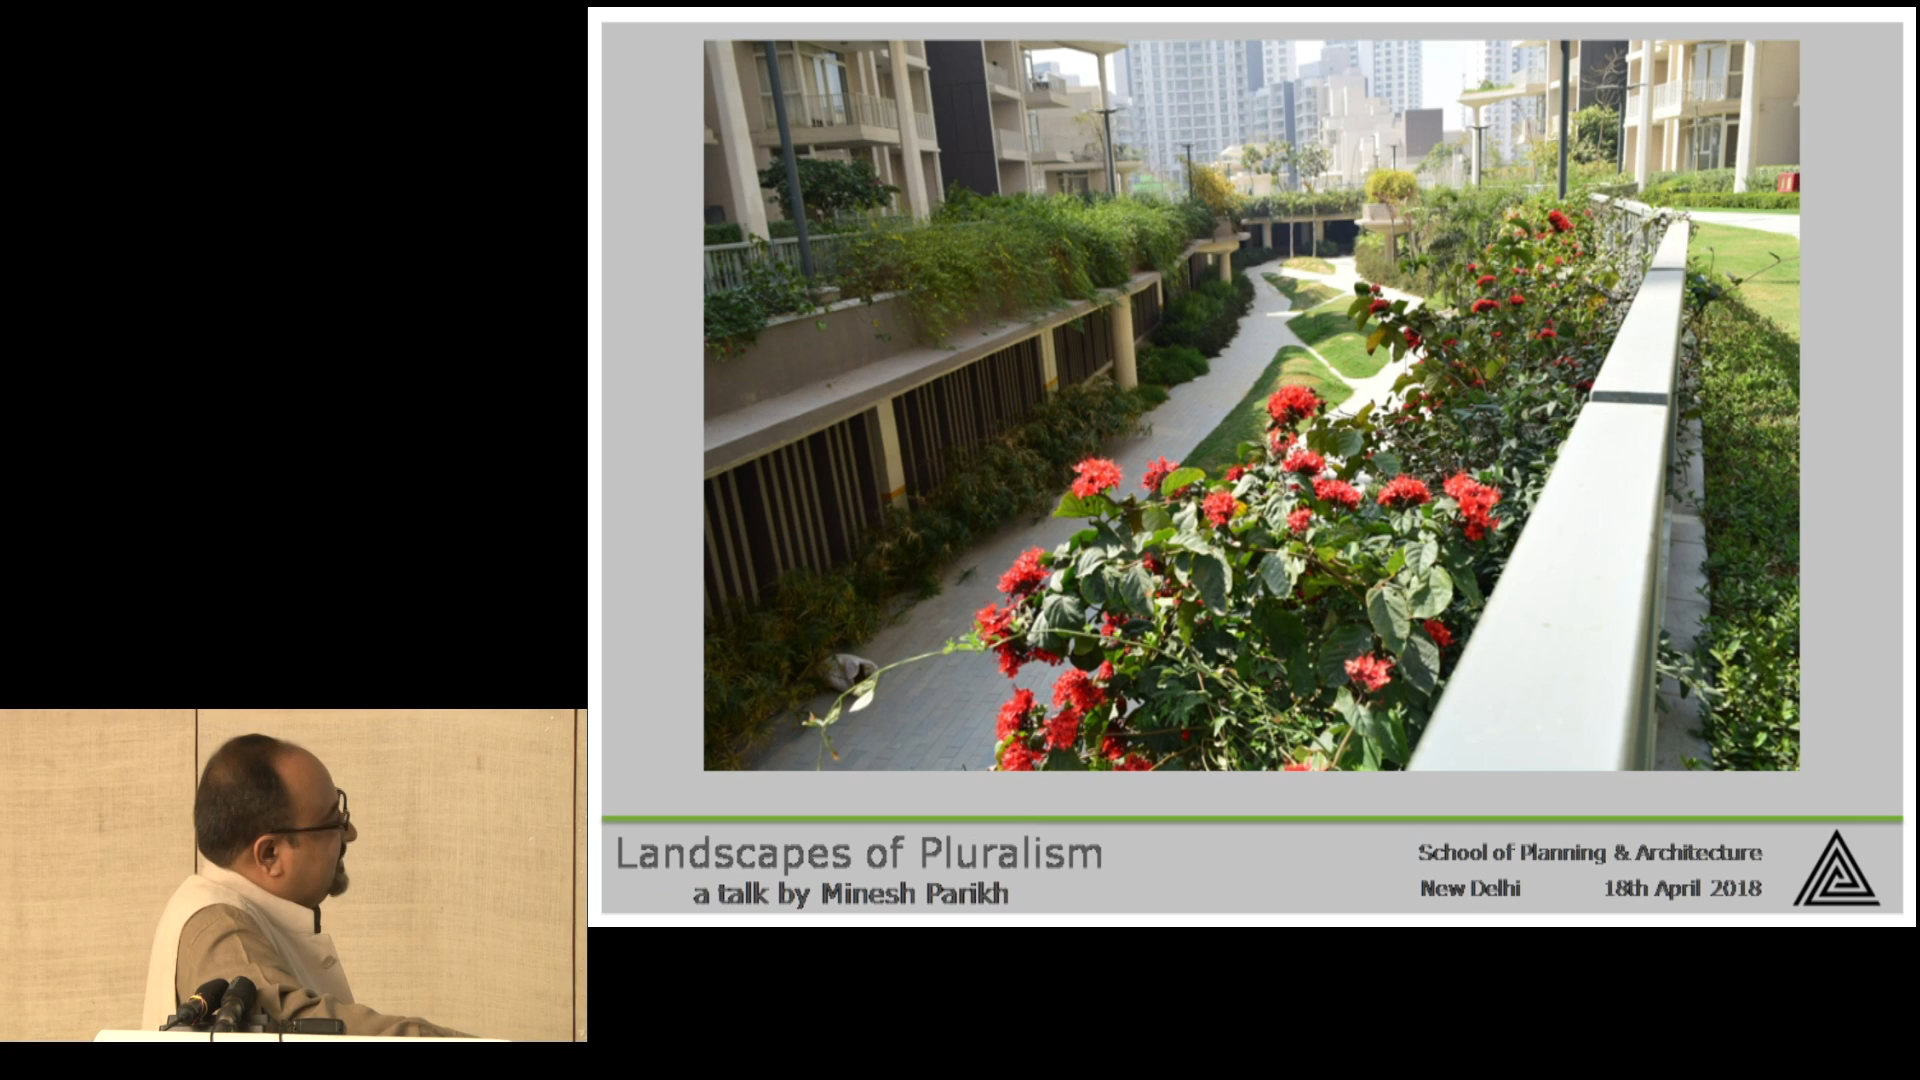 Landscapes of Pluralism
a talk by Minesh Parikh
School of Planning & Architecture
New Delhi 18th April 2018